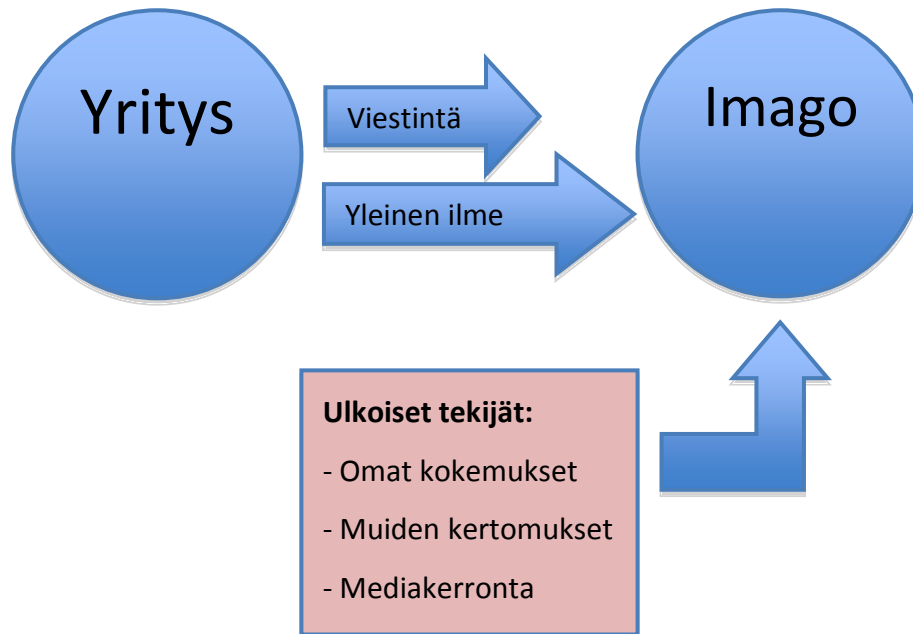 Yritys
Viestintä
Yleinen ilme
Imago
Ulkoiset tekijät:
- Omat kokemukset
- Muiden kertomukset
- Mediakerronta